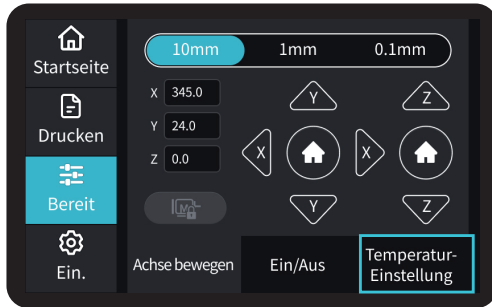 Startseite
Drucken
Bereit
Ein.
10mm 1mm 0.1mm
X 345.0
Y 24.0
Z 0.0
Y
X
Y
Z
X
Z
M
Achse bewegen
Ein/Aus
Temperatur-
Einstellung